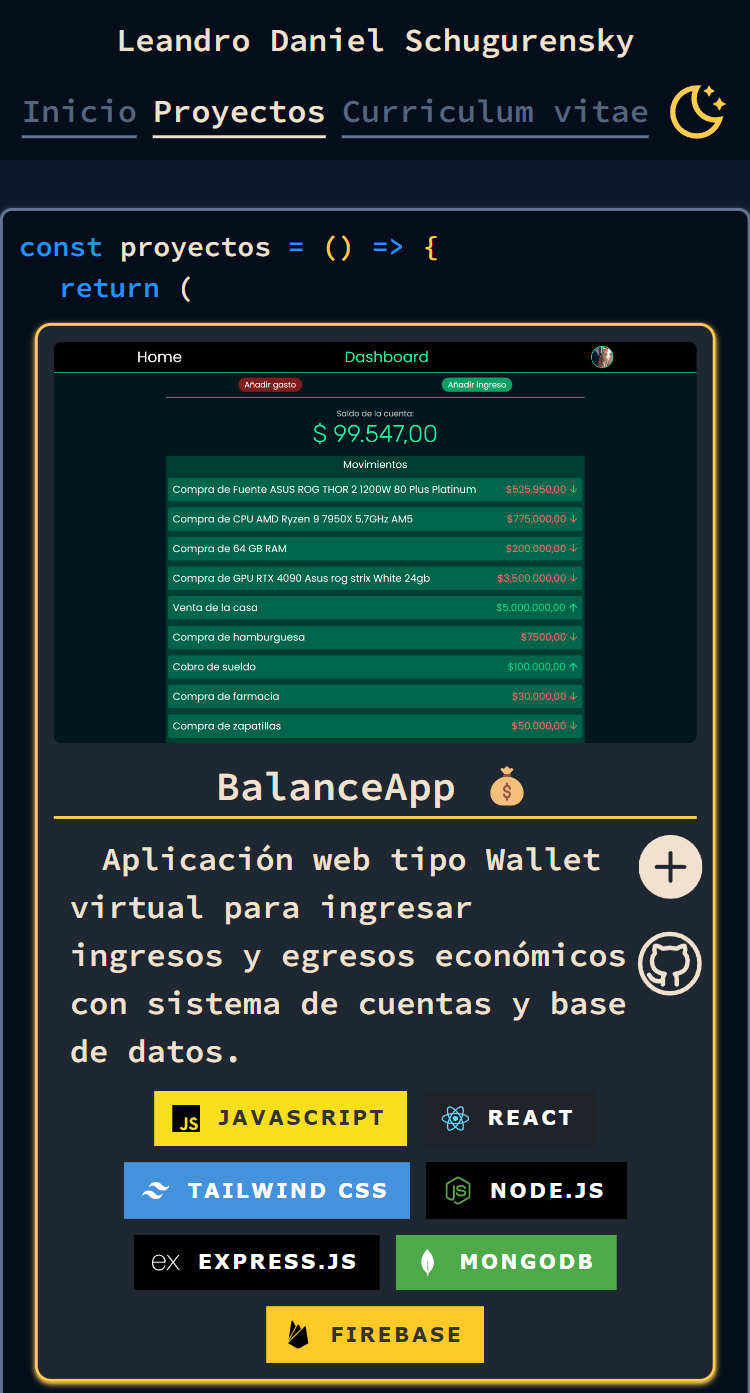 Leandro Daniel Schugurensky
Inicio Proyectos Curriculum vitae
const proyectos = () => {
return (
Home Dashboard
Añadir gasto Añadir ingreso
Saldo de la cuenta:
$ 99.547,00
Movimientos
Compra de Fuente ASUS ROG THOR 2 1200W 80 Plus Platinum $525.950,00 ↓
Compra de CPU AMD Ryzen 9 7950X 5.7GHz AM5 $775.000,00 ↓
Compra de 64 GB RAM $200.000,00 ↓
Compra de GPU RTX 4090 Asus rog strix White 24gb $3.500.000,00 ↓
Venta de la casa $5.000.000,00 ↑
Compra de hamburguesa $7500,00 ↓
Cobro de sueldo $100.000,00 ↑
Compra de farmacia $30.000,00 ↓
Compra de zapatillas $50.000,00 ↓
BalanceApp 💰
Aplicación web tipo Wallet
virtual para ingresar
ingresos y egresos económicos
con sistema de cuentas y base
de datos.
JS JAVASCRIPT REACT
TAILWIND CSS NODE.JS
ex EXPRESS.JS MONGODB
FIREBASE